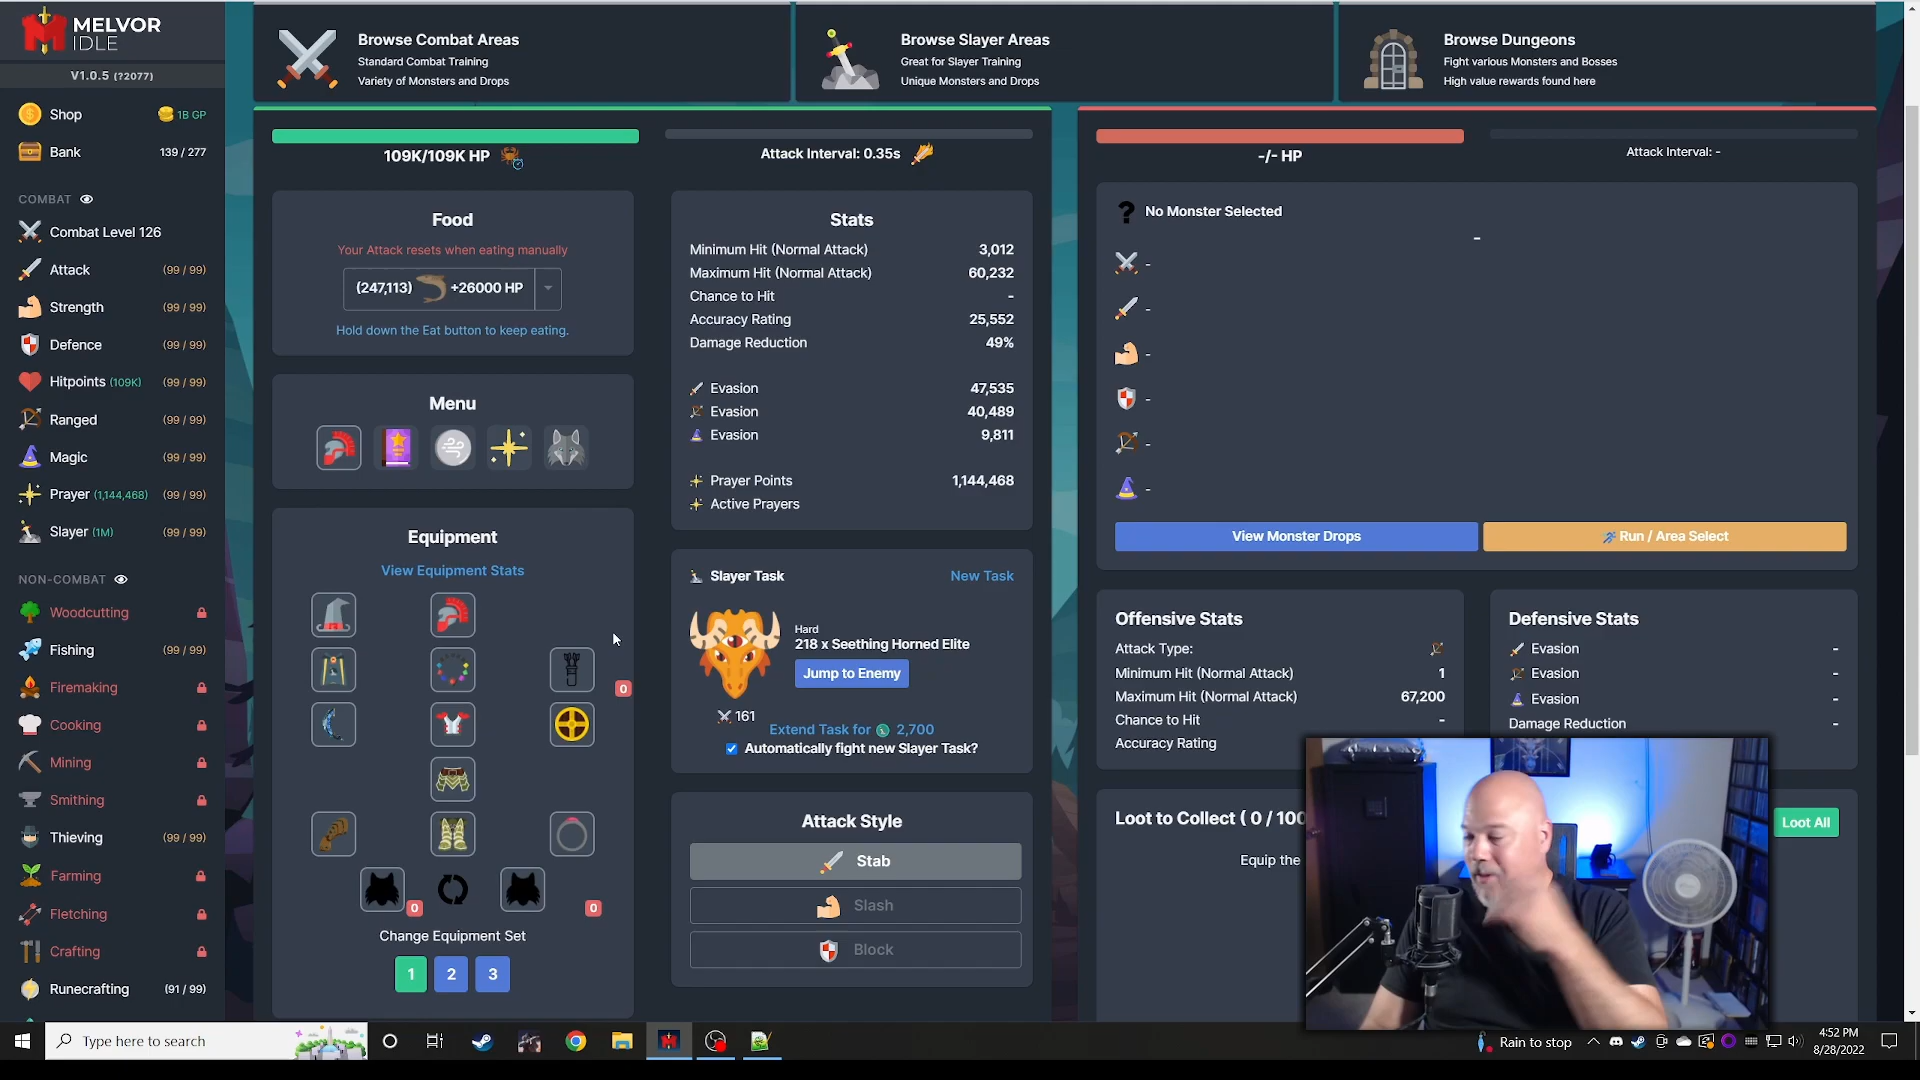 MELVOR
IDLE
V1.0.5 (?2077)
Shop
1B GP
Bank
139 / 277
COMBAT
Combat Level 126
Attack
(99 / 99)
Strength
(99 / 99)
Defence
(99 / 99)
Hitpoints (109K)
(99 / 99)
Ranged
(99 / 99)
Magic
(99 / 99)
Prayer (1,144,468)
(99 / 99)
Slayer (1M)
(99 / 99)
NON-COMBAT
Woodcutting
Fishing
(99 / 99)
Firemaking
Cooking
Mining
Smithing
Thieving
(99 / 99)
Farming
Fletching
Crafting
Runecrafting
(91 / 99)
Browse Combat Areas
Standard Combat Training
Variety of Monsters and Drops
Browse Slayer Areas
Great for Slayer Training
Unique Monsters and Drops
Browse Dungeons
Fight various Monsters and Bosses
High value rewards found here
109K/109K HP
Attack Interval: 0.35s
Food
Your Attack resets when eating manually
(247,113) +26000 HP
Hold down the Eat button to keep eating.
Menu
Equipment
View Equipment Stats
0
0
0
Change Equipment Set
1
2
3
Stats
Minimum Hit (Normal Attack) 3,012
Maximum Hit (Normal Attack) 60,232
Chance to Hit -
Accuracy Rating 25,552
Damage Reduction 49%
Evasion 47,535
Evasion 40,489
Evasion 9,811
Prayer Points 1,144,468
Active Prayers
Slayer Task
New Task
Hard
218 x Seething Horned Elite
Jump to Enemy
161
Extend Task for 2,700
Automatically fight new Slayer Task?
Attack Style
Stab
Slash
Block
-/- HP
Attack Interval: -
? No Monster Selected
-
-
-
-
-
-
-
View Monster Drops
Run / Area Select
Offensive Stats
Attack Type:
Minimum Hit (Normal Attack) 1
Maximum Hit (Normal Attack) 67,200
Chance to Hit -
Accuracy Rating
Defensive Stats
Evasion -
Evasion -
Evasion -
Damage Reduction -
Loot to Collect ( 0 / 100
Loot All
Equip the
Type here to search
Rain to stop
4:52 PM
8/28/2022